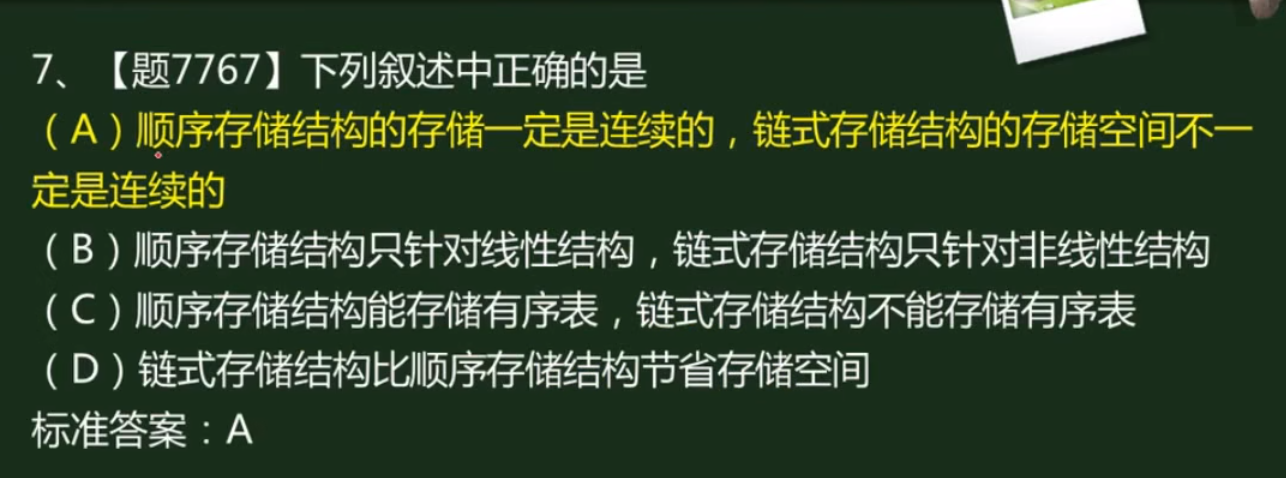 7、【题7767】下列叙述中正确的是
（A）顺序存储结构的存储一定是连续的，链式存储结构的存储空间不一
定是连续的
（B）顺序存储结构只针对线性结构，链式存储结构只针对非线性结构
（C）顺序存储结构能存储有序表，链式存储结构不能存储有序表
（D）链式存储结构比顺序存储结构节省存储空间
标准答案：A